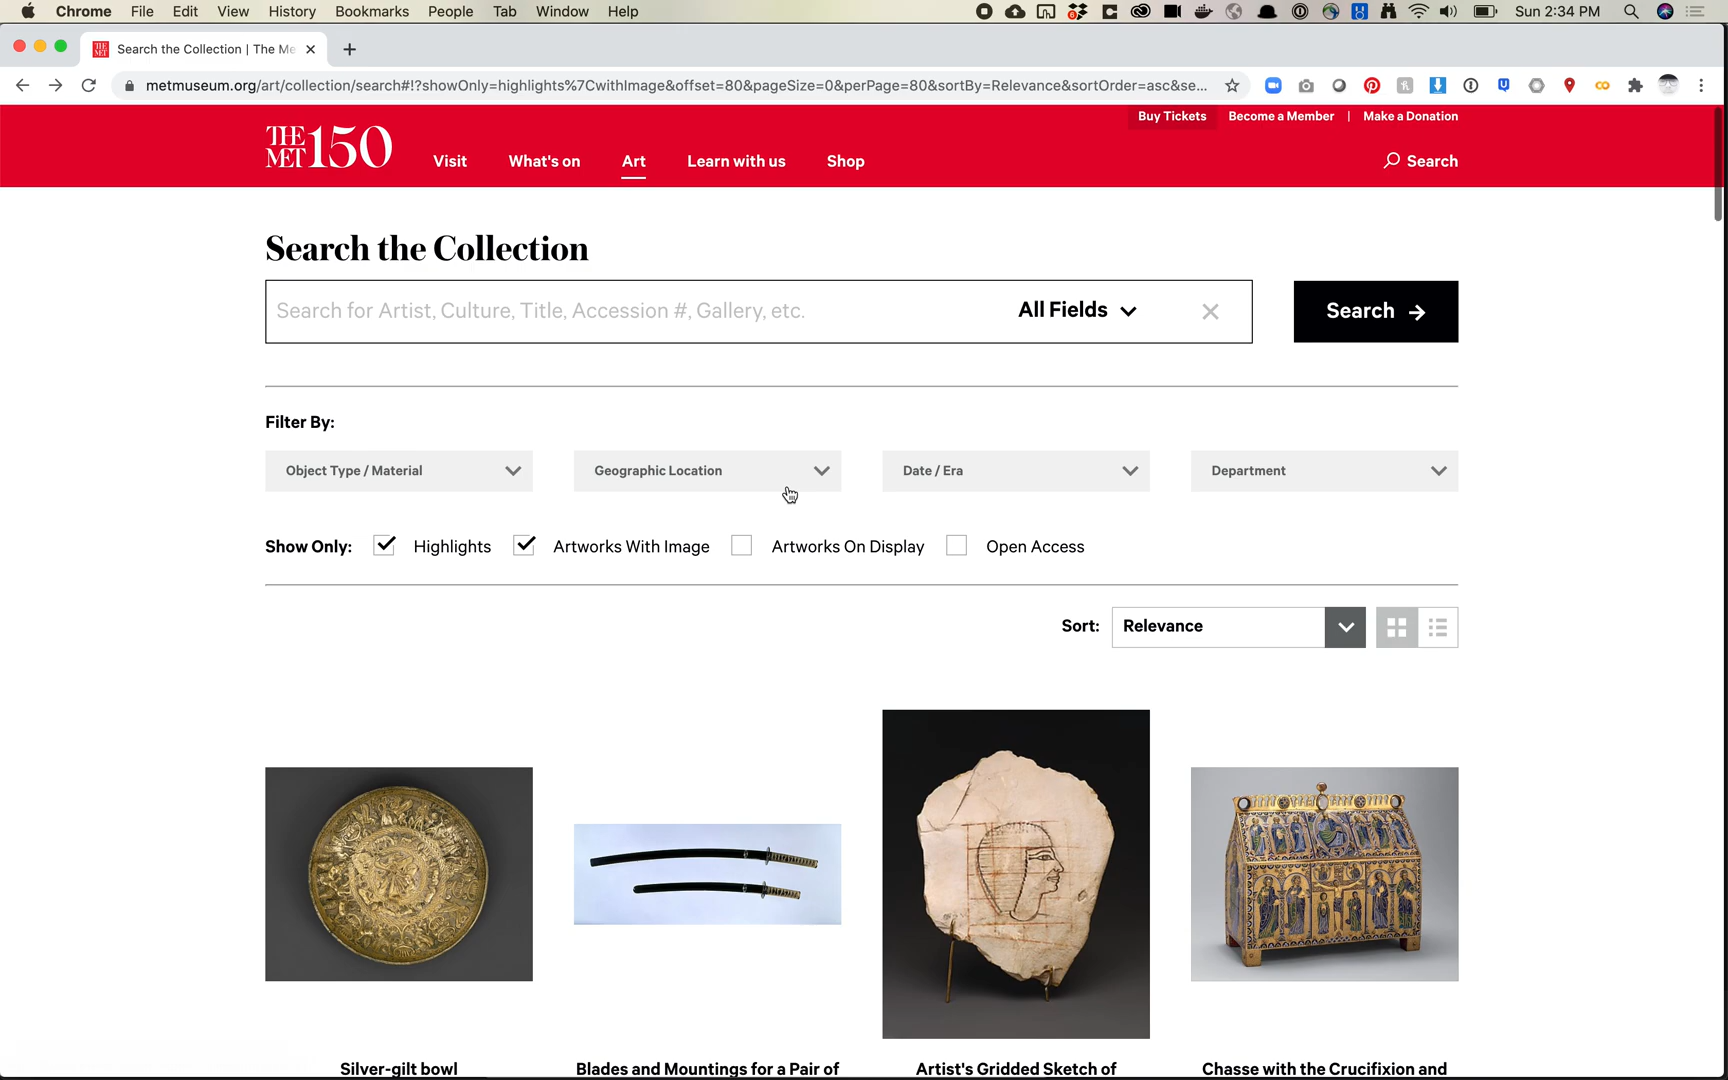 Chrome File Edit View History Bookmarks People Tab Window Help Sun 2:34 PM
THE MET Search the Collection | The Me
metmuseum.org/art/collection/search#!?showOnly=highlights%7CwithImage&offset=80&pageSize=0&perPage=80&sortBy=Relevance&sortOrder=asc&se...
Buy Tickets Become a Member | Make a Donation
THE MET 150 Visit What's on Art Learn with us Shop Search
Search the Collection
Search for Artist, Culture, Title, Accession #, Gallery, etc. All Fields Search
Filter By:
Object Type / Material Geographic Location Date / Era Department
Show Only: Highlights Artworks With Image Artworks On Display Open Access
Sort: Relevance
Silver-gilt bowl Blades and Mountings for a Pair of Artist's Gridded Sketch of Chasse with the Crucifixion and